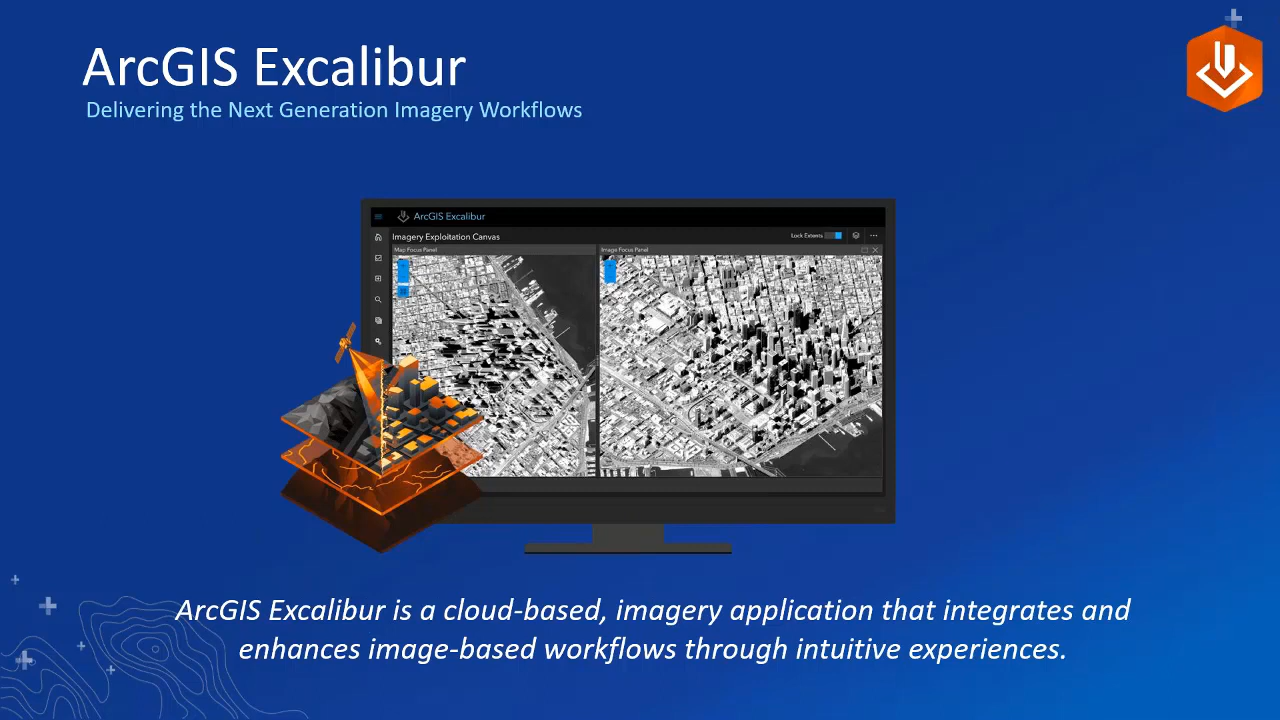 ArcGIS Excalibur
Delivering the Next Generation Imagery Workflows
ArcGIS Excalibur
Imagery Exploitation Canvas
Lock Extents
Map Focus Panel
Image Focus Panel
ArcGIS Excalibur is a cloud-based, imagery application that integrates and
enhances image-based workflows through intuitive experiences.